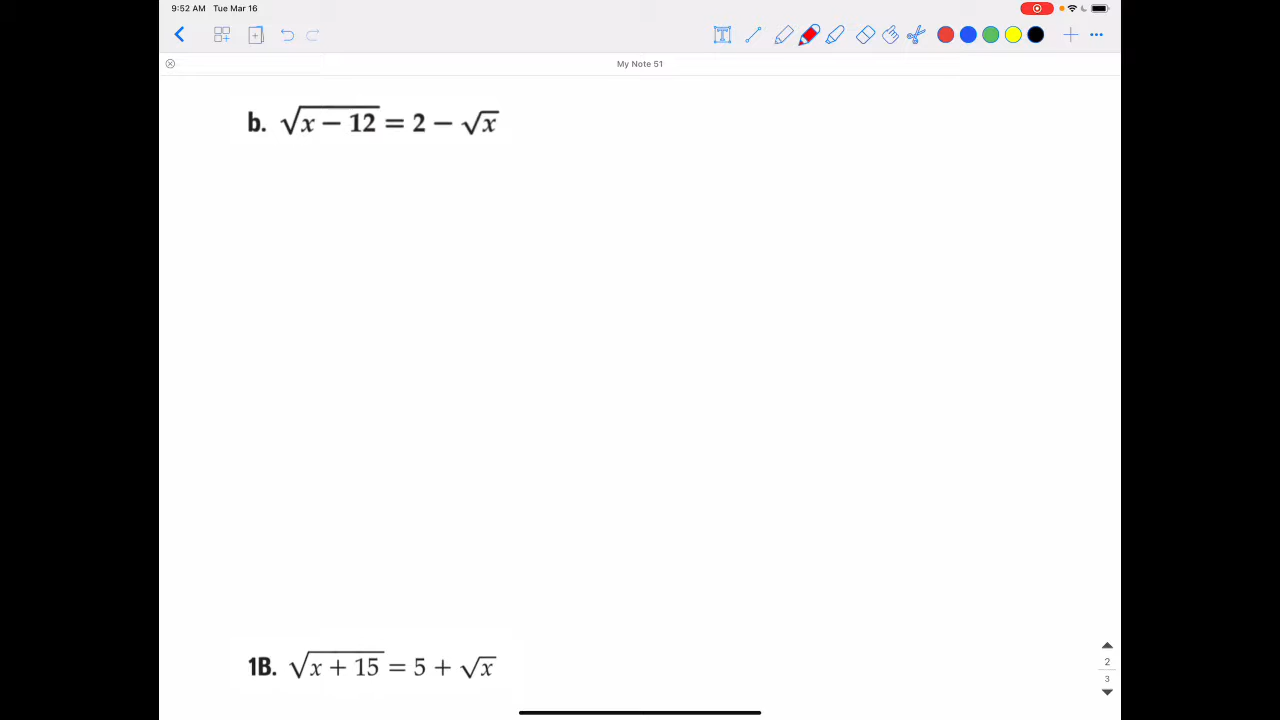 9:52 AM Tue Mar 16
My Note 51
b. √(x − 12) = 2 − √x
1B. √(x + 15) = 5 + √x
2
3